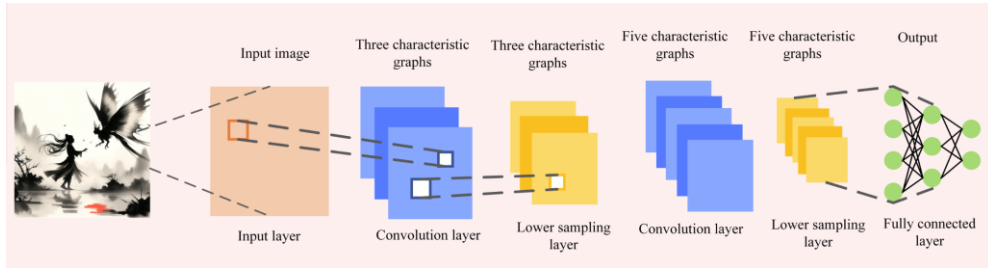 Input image
Three characteristic
graphs
Three characteristic
graphs
Five characteristic
graphs
Five characteristic
graphs
Output
Input layer
Convolution layer
Lower sampling
layer
Convolution layer
Lower sampling
layer
Fully connected
layer